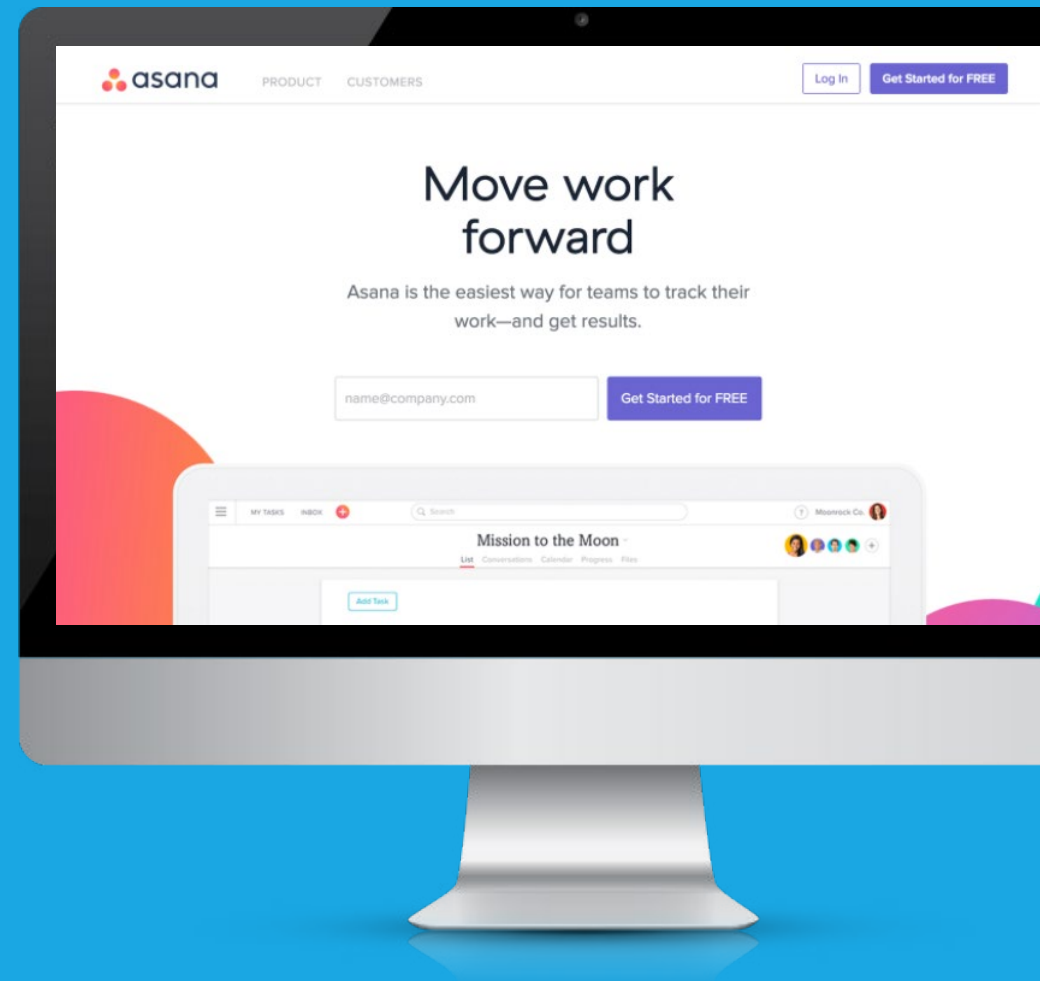 asana
PRODUCT CUSTOMERS
Log In
Get Started for FREE
Move work
forward
Asana is the easiest way for teams to track their
work—and get results.
name@company.com
Get Started for FREE
MY TASKS INBOX
Search
? Moonrock Co.
Mission to the Moon
List Conversations Calendar Progress Files
Add Task